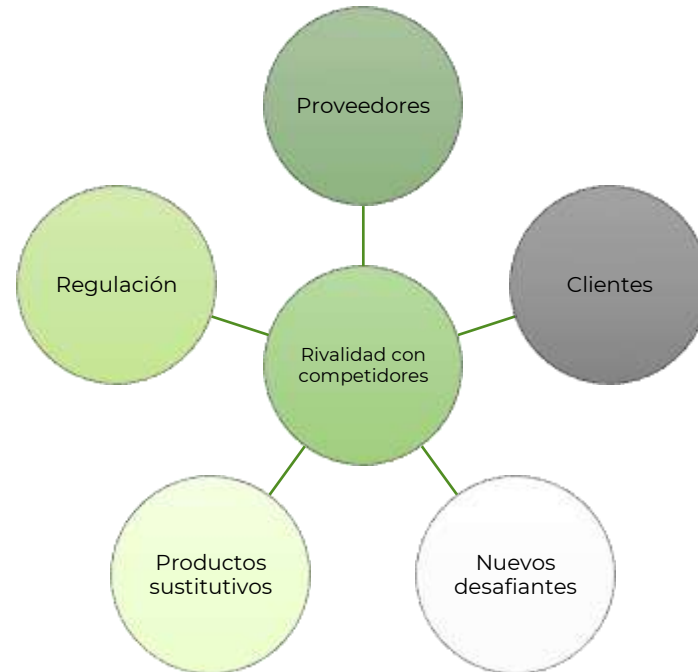 Proveedores
Regulación
Clientes
Rivalidad con
competidores
Productos
sustitutivos
Nuevos
desafiantes